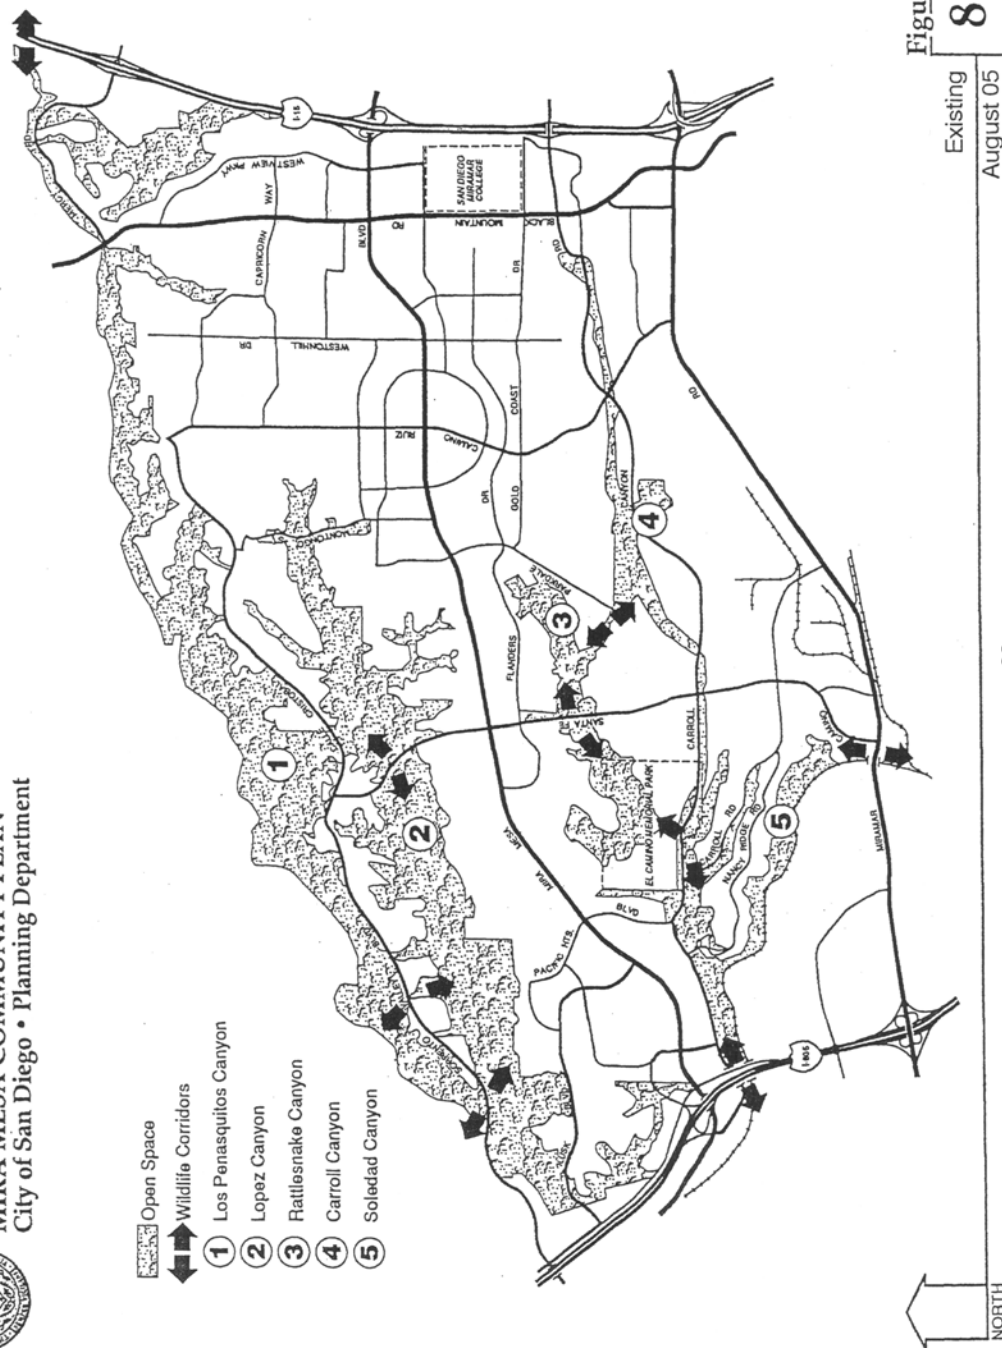 MIRA MESA COMMUNITY PLAN
City of San Diego • Planning Department
Open Space
Wildlife Corridors
1 Los Penasquitos Canyon
2 Lopez Canyon
3 Rattlesnake Canyon
4 Carroll Canyon
5 Soledad Canyon
I-15
WESTVIEW PKWY
CAPRICORN WAY
BLVD
RD
MOUNTAIN
BLACK
SAN DIEGO
MIRAMAR
COLLEGE
WESTONHILL DR
CAMINO RUIZ
GOLD COAST DR
FLANDERS DR
PARKDALE
CANYON RD
CARROLL
CAMINO
SANTA FE
MIRA MESA
EL CAMINO MEMORIAL PARK
CARROLL RD
NANCY RIDGE RD
PACIFIC HTS. BLVD
MIRAMAR
RD
I-805
1
2
3
4
5
NORTH
Existing
August 05
Figu
8